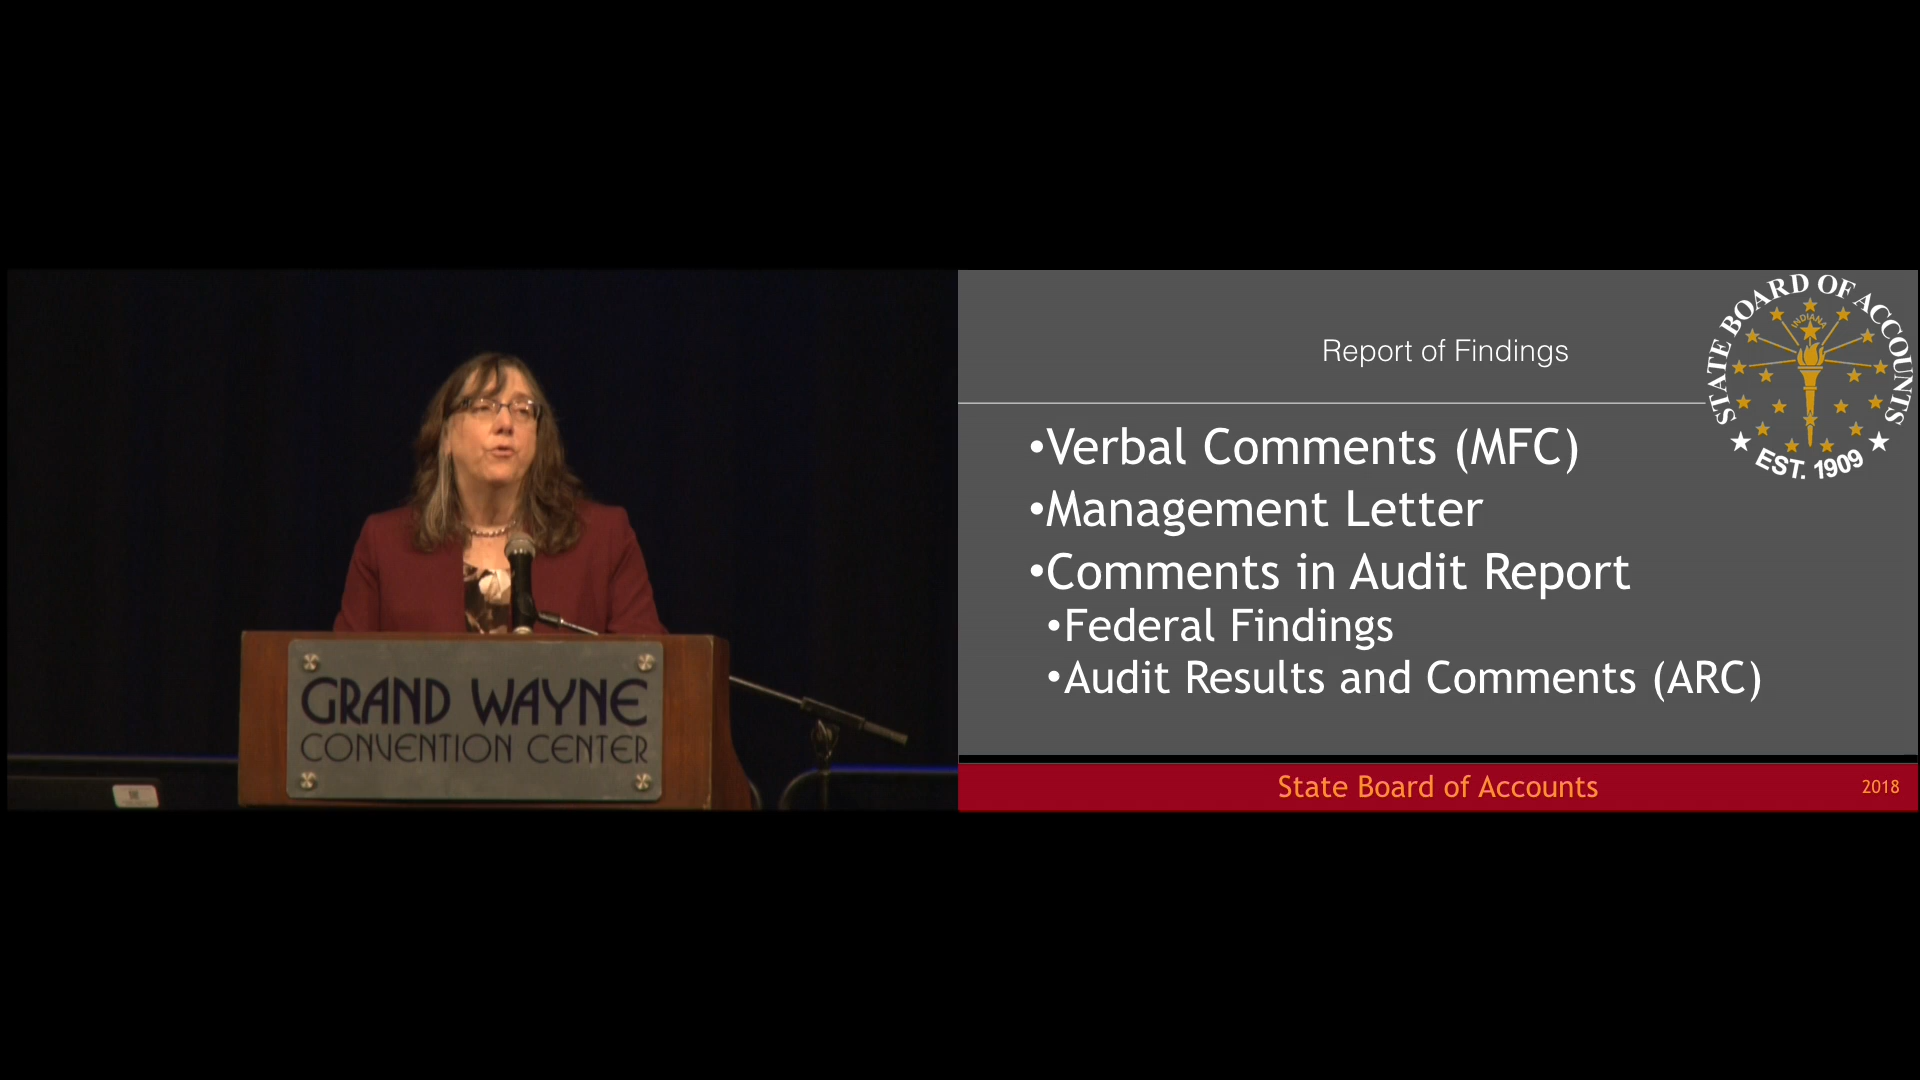 GRAND WAYNE
CONVENTION CENTER
Report of Findings
STATE BOARD OF ACCOUNTS
INDIANA
EST. 1909
•Verbal Comments (MFC)
•Management Letter
•Comments in Audit Report
•Federal Findings
•Audit Results and Comments (ARC)
State Board of Accounts
2018